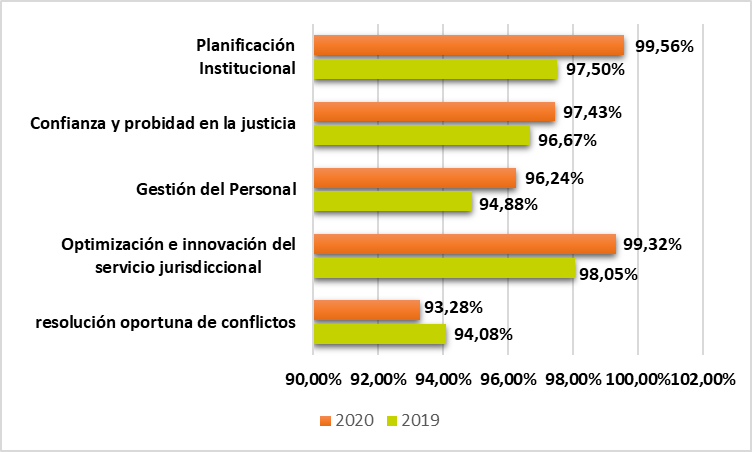 Planificación
Institucional
99,56%
97,50%
Confianza y probidad en la justicia
97,43%
96,67%
Gestión del Personal
96,24%
94,88%
Optimización e innovación del
servicio jurisdiccional
99,32%
98,05%
resolución oportuna de conflictos
93,28%
94,08%
90,00% 92,00% 94,00% 96,00% 98,00% 100,00% 102,00%
2020 2019